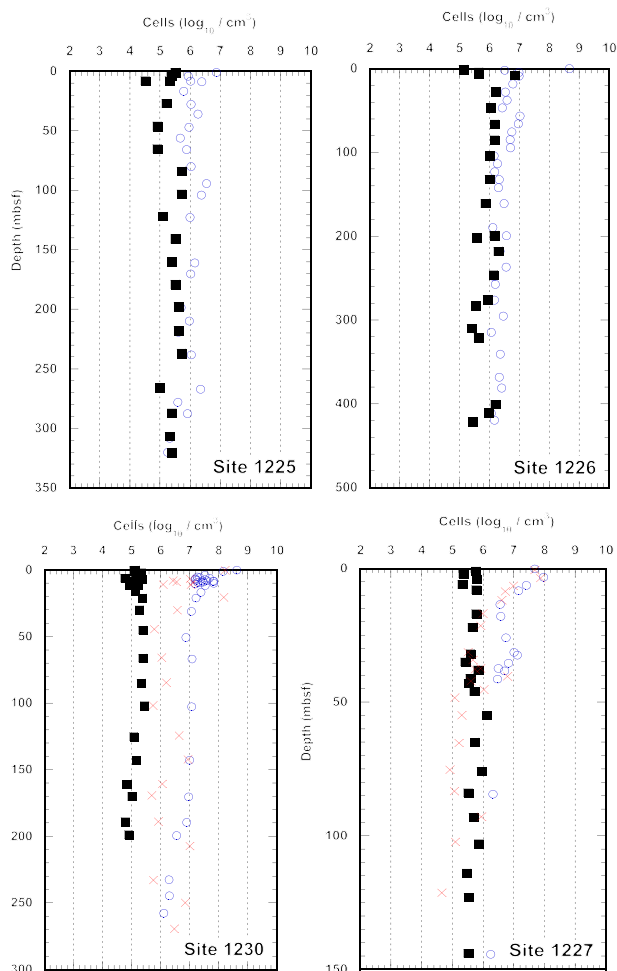 Cells (log10 / cm3)
2 3 4 5 6 7 8 9 10
0
50
100
150
200
250
300
350
Depth (mbsf)
Site 1225
Cells (log10 / cm3)
2 3 4 5 6 7 8 9 10
0
100
200
300
400
500
Site 1226
Cells (log10 / cm3)
2 3 4 5 6 7 8 9 10
0
50
100
150
200
250
300
Site 1230
Cells (log10 / cm3)
2 3 4 5 6 7 8 9 10
0
50
100
150
Depth (mbsf)
Site 1227